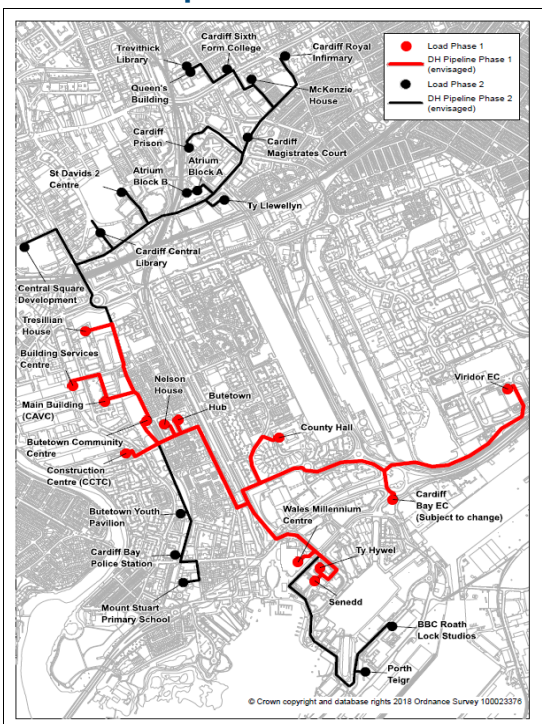 Trevithick
Library
Cardiff Sixth
Form College
Cardiff Royal
Infirmary
Load Phase 1
DH Pipeline Phase 1
(envisaged)
Load Phase 2
DH Pipeline Phase 2
(envisaged)
Queen's
Building
McKenzie
House
Cardiff
Prison
Cardiff
Magistrates Court
Atrium
Block A
Atrium
Block B
St Davids 2
Centre
Ty Llewellyn
Cardiff Central
Library
Central Square
Development
Tresillian
House
Building Services
Centre
Nelson
House
Butetown
Hub
Viridor EC
Main Building
(CAVC)
County Hall
Butetown Community
Centre
Construction
Centre (CCTC)
Cardiff
Bay EC
(Subject to change)
Wales Millennium
Centre
Butetown Youth
Pavilion
Ty Hywel
Cardiff Bay
Police Station
Senedd
Mount Stuart
Primary School
BBC Roath
Lock Studios
Porth
Teigr
© Crown copyright and database rights 2018 Ordnance Survey 100023376